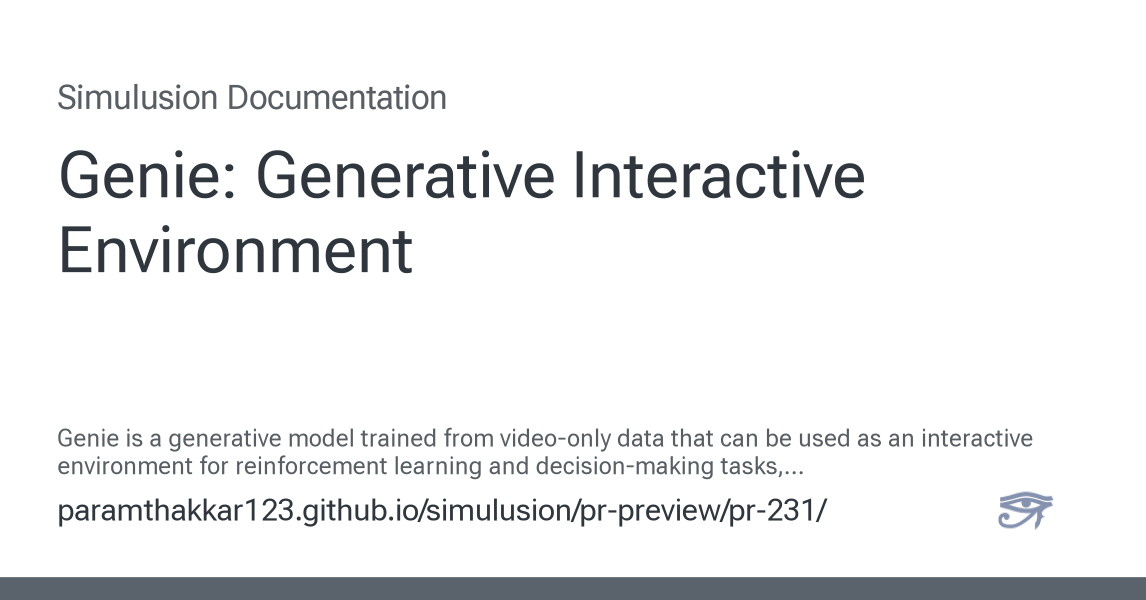 Simulusion Documentation
Genie: Generative Interactive
Environment
Genie is a generative model trained from video-only data that can be used as an interactive
environment for reinforcement learning and decision-making tasks,...
paramthakkar123.github.io/simulusion/pr-preview/pr-231/